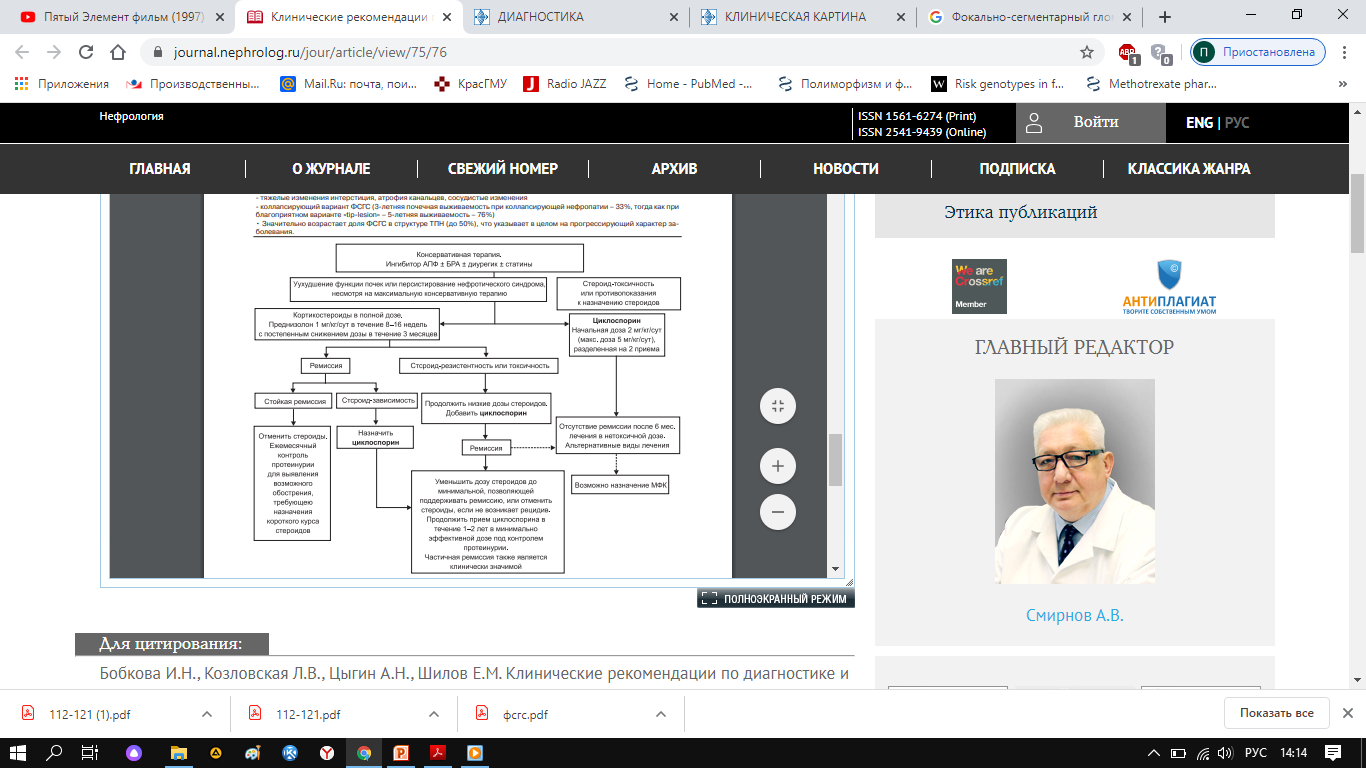 Пятый Элемент фильм (1997)
Клинические рекомендации п
ДИАГНОСТИКА
КЛИНИЧЕСКАЯ КАРТИНА
Фокально-сегментарный гло
journal.nephrolog.ru/jour/article/view/75/76
ABP
1
0
П
Приостановлена
Приложения
Производственны...
Mail.Ru: почта, пои...
КрасГМУ
Radio JAZZ
Home - PubMed -...
Полиморфизм и ф...
Risk genotypes in f...
Methotrexate phar...
Нефрология
ISSN 1561-6274 (Print)
ISSN 2541-9439 (Online)
Войти
ENG | РУС
ГЛАВНАЯ
О ЖУРНАЛЕ
СВЕЖИЙ НОМЕР
АРХИВ
НОВОСТИ
ПОДПИСКА
КЛАССИКА ЖАНРА
- тяжелые изменения интерстиция, атрофия канальцев, сосудистые изменения
- коллапсирующий вариант ФСГС (3-летняя почечная выживаемость при коллапсирующей нефропатии – 33%, тогда как при
благоприятном варианте «tip-lesion» – 5-летняя выживаемость – 76%)
- Значительно возрастает доля ФСГС в структуре ТПН (до 50%), что указывает в целом на прогрессирующий характер за-
болевания.
Консервативная терапия.
Ингибитор АПФ ± БРА ± диурегик ± статины
Уухудшение функции почек или персистирование нефротического синдрома,
несмотря на максимальную консервативную терапию
Стероид-токсичность
или противопоказания
к назначению стероидов
Кортикостероиды в полной дозе.
Преднизолон 1 мг/кг/сут в течение 8–16 недель
с постепенным снижением дозы в течение 3 месяцев
Циклоспорин
Начальная доза 2 мг/кг/сут
(макс. доза 5 мг/кг/сут),
разделенная на 2 приема
Ремиссия
Стсроид-резистентность или токсичность
Стойкая ремиссия
Стсроид-зависимость
Продолжить низкие дозы стероидов.
Добавить циклоспорин
Отменить стероиды.
Ежемесячный
контроль
протеинурии
для выявления
возможного
обострения,
требующею
назначения
короткого курса
стероидов
Назначить
циклоспорин
Ремиссия
Отсутствие ремиссии после 6 мес.
лечения в нетоксичной дозе.
Альтернативные виды лечения
Возможно назначение МФК
Уменьшить дозу стероидов до
минимальной, позволяющей
поддерживать ремиссию, или отменить
стероиды, если не возникает рецидив.
Продолжить прием циклоспорина в
течение 1–2 лет в минимально
эффективной дозе под контролем
протеинурии.
Частичная ремиссия также является
клинически значимой
ПОЛНОЭКРАННЫЙ РЕЖИМ
Этика публикаций
We are
Crossref
Member
АНТИПЛАГИАТ
ТВОРИТЕ СОБСТВЕННЫМ УМОМ
ГЛАВНЫЙ РЕДАКТОР
Смирнов А.В.
Для цитирования:
Бобкова И.Н., Козловская Л.В., Цыгин А.Н., Шилов Е.М. Клинические рекомендации по диагностике и
112-121 (1).pdf
112-121.pdf
фсгс.pdf
Показать все
РУС
14:14